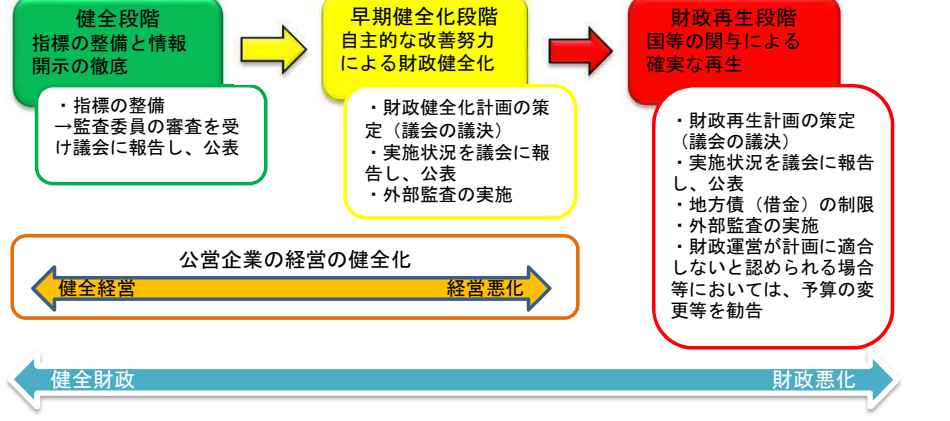 健全段階
指標の整備と情報
開示の徹底
・指標の整備
→監査委員の審査を受
け議会に報告し、公表
早期健全化段階
自主的な改善努力
による財政健全化
・財政健全化計画の策
定（議会の議決）
・実施状況を議会に報
告し、公表
・外部監査の実施
財政再生段階
国等の関与による
確実な再生
・財政再生計画の策定
（議会の議決）
・実施状況を議会に報告
し、公表
・地方債（借金）の制限
・外部監査の実施
・財政運営が計画に適合
しないと認められる場合
等においては、予算の変
更等を勧告
公営企業の経営の健全化
健全経営
経営悪化
健全財政
財政悪化